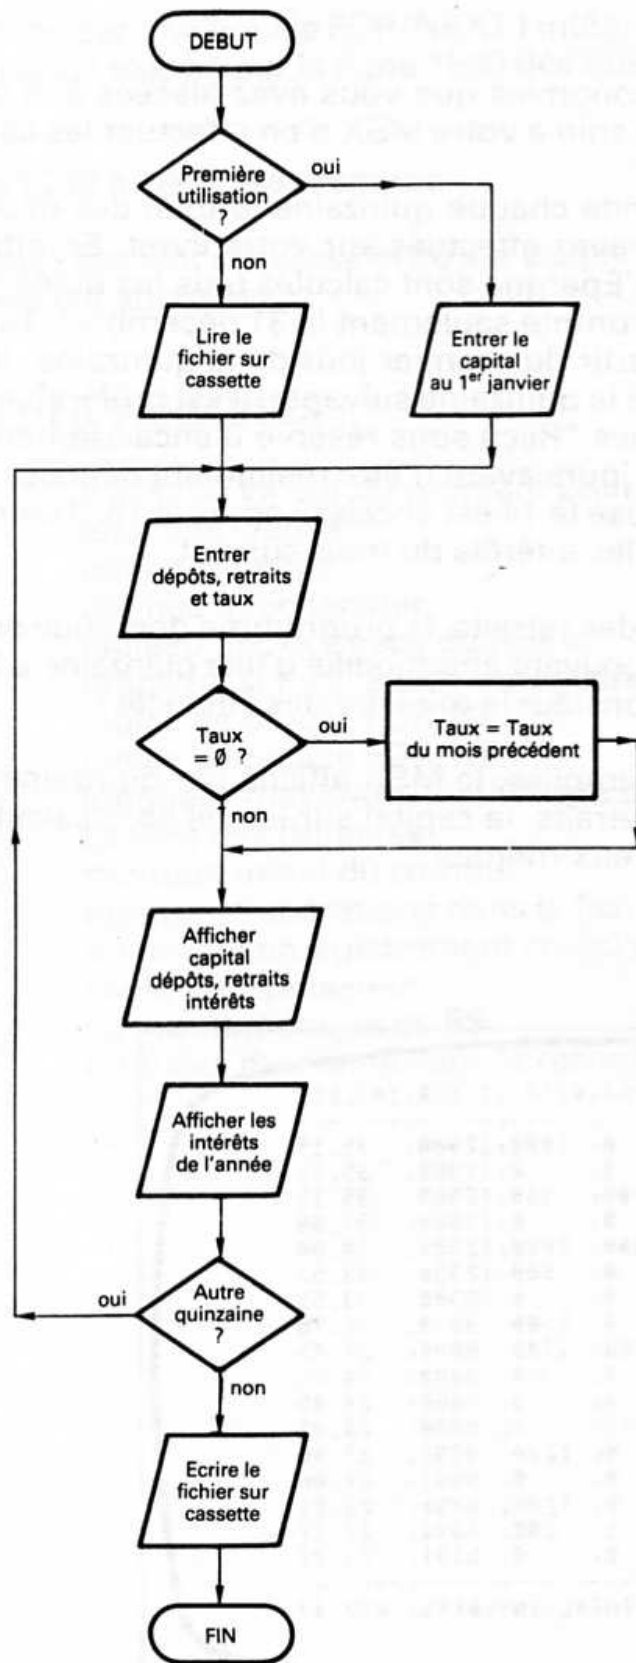 DEBUT
Première
utilisation
?
oui
non
Lire le
fichier sur
cassette
Entrer le
capital
au 1er janvier
Entrer
dépôts, retraits
et taux
Taux
= Ø ?
oui
Taux = Taux
du mois précédent
non
Afficher
capital
dépôts, retraits
intérêts
Afficher les
intérêts
de l'année
Autre
quinzaine
?
oui
non
Ecrire le
fichier sur
cassette
FIN